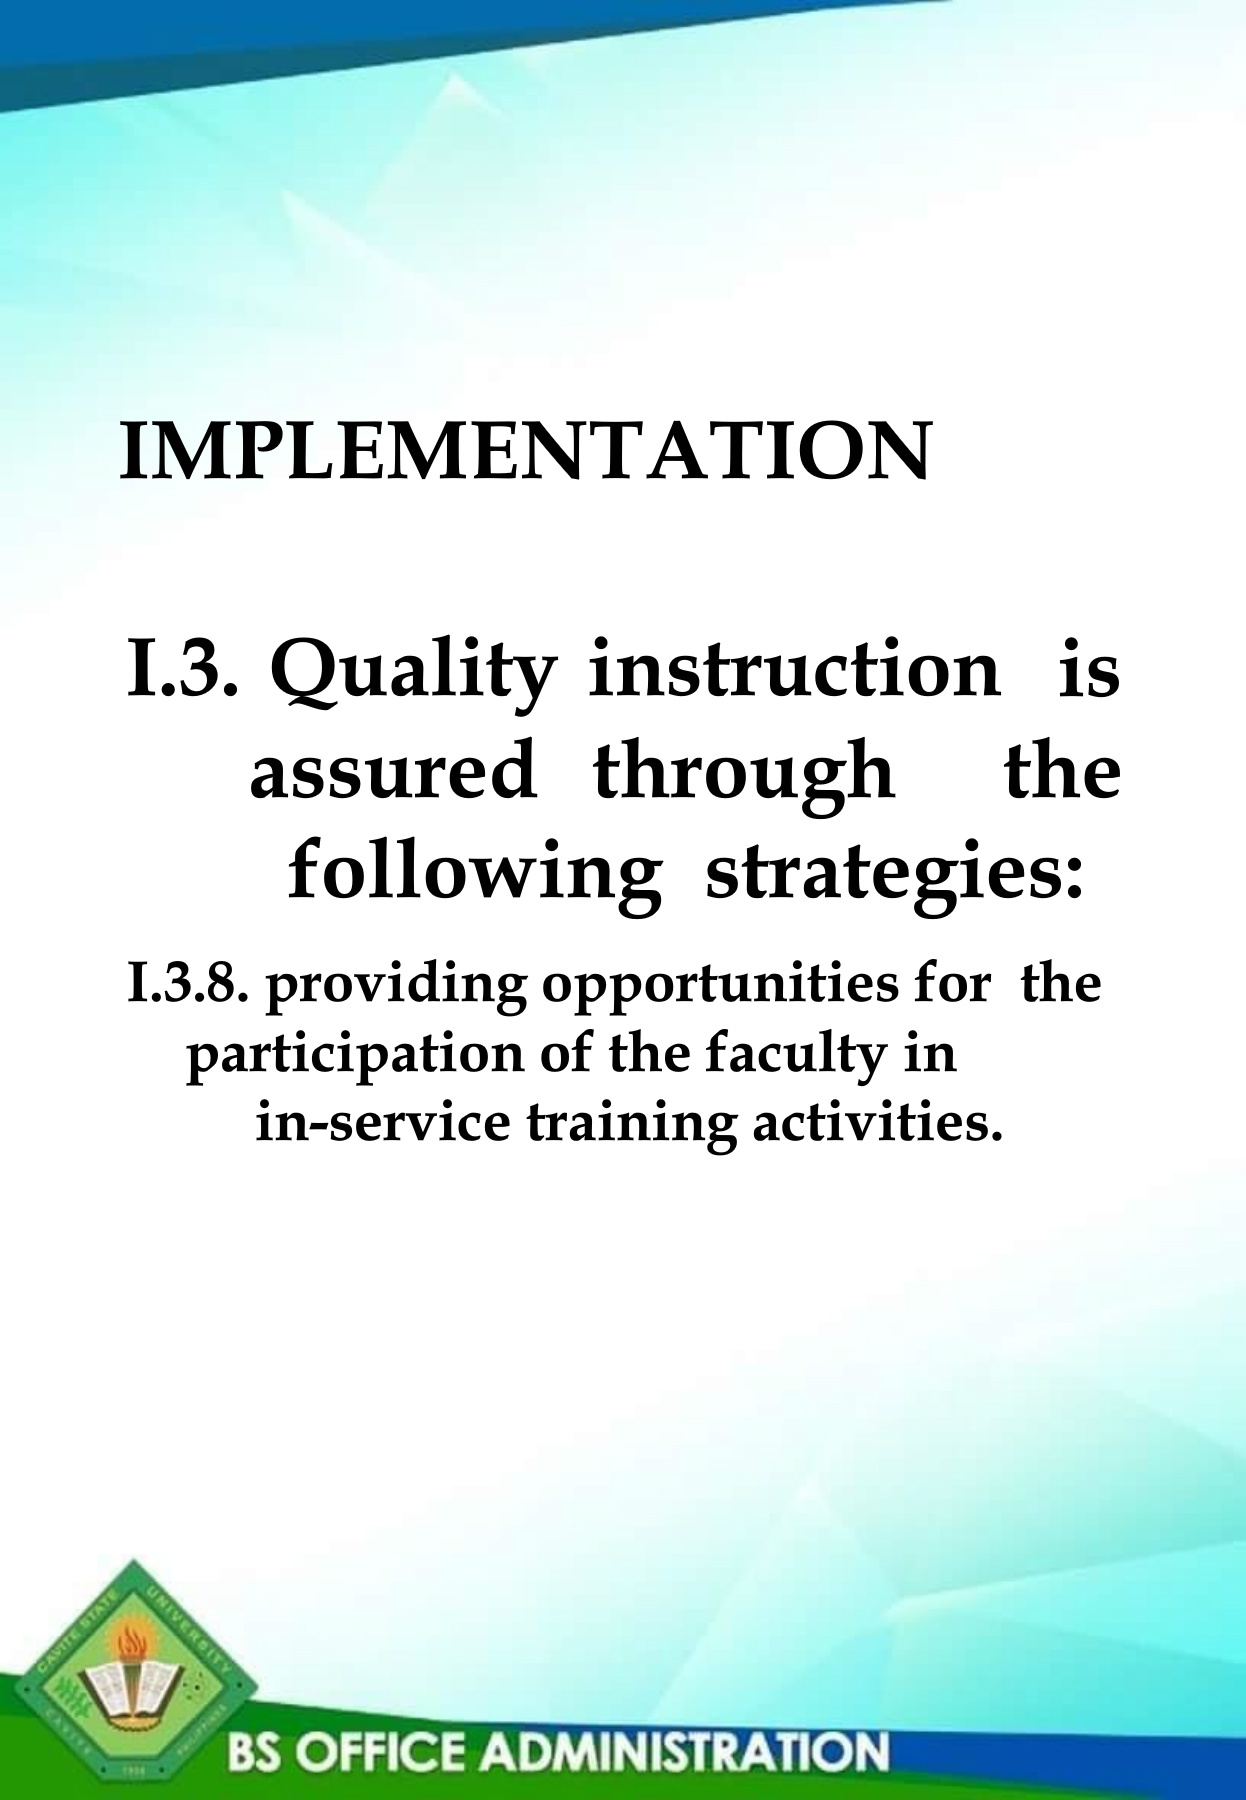 IMPLEMENTATION
I.3. Quality instruction is
assured through the
following strategies:
I.3.8. providing opportunities for the
participation of the faculty in
in-service training activities.
CAVITE STATE UNIVERSITY
CAVITE PHILIPPINES
1906
BS OFFICE ADMINISTRATION